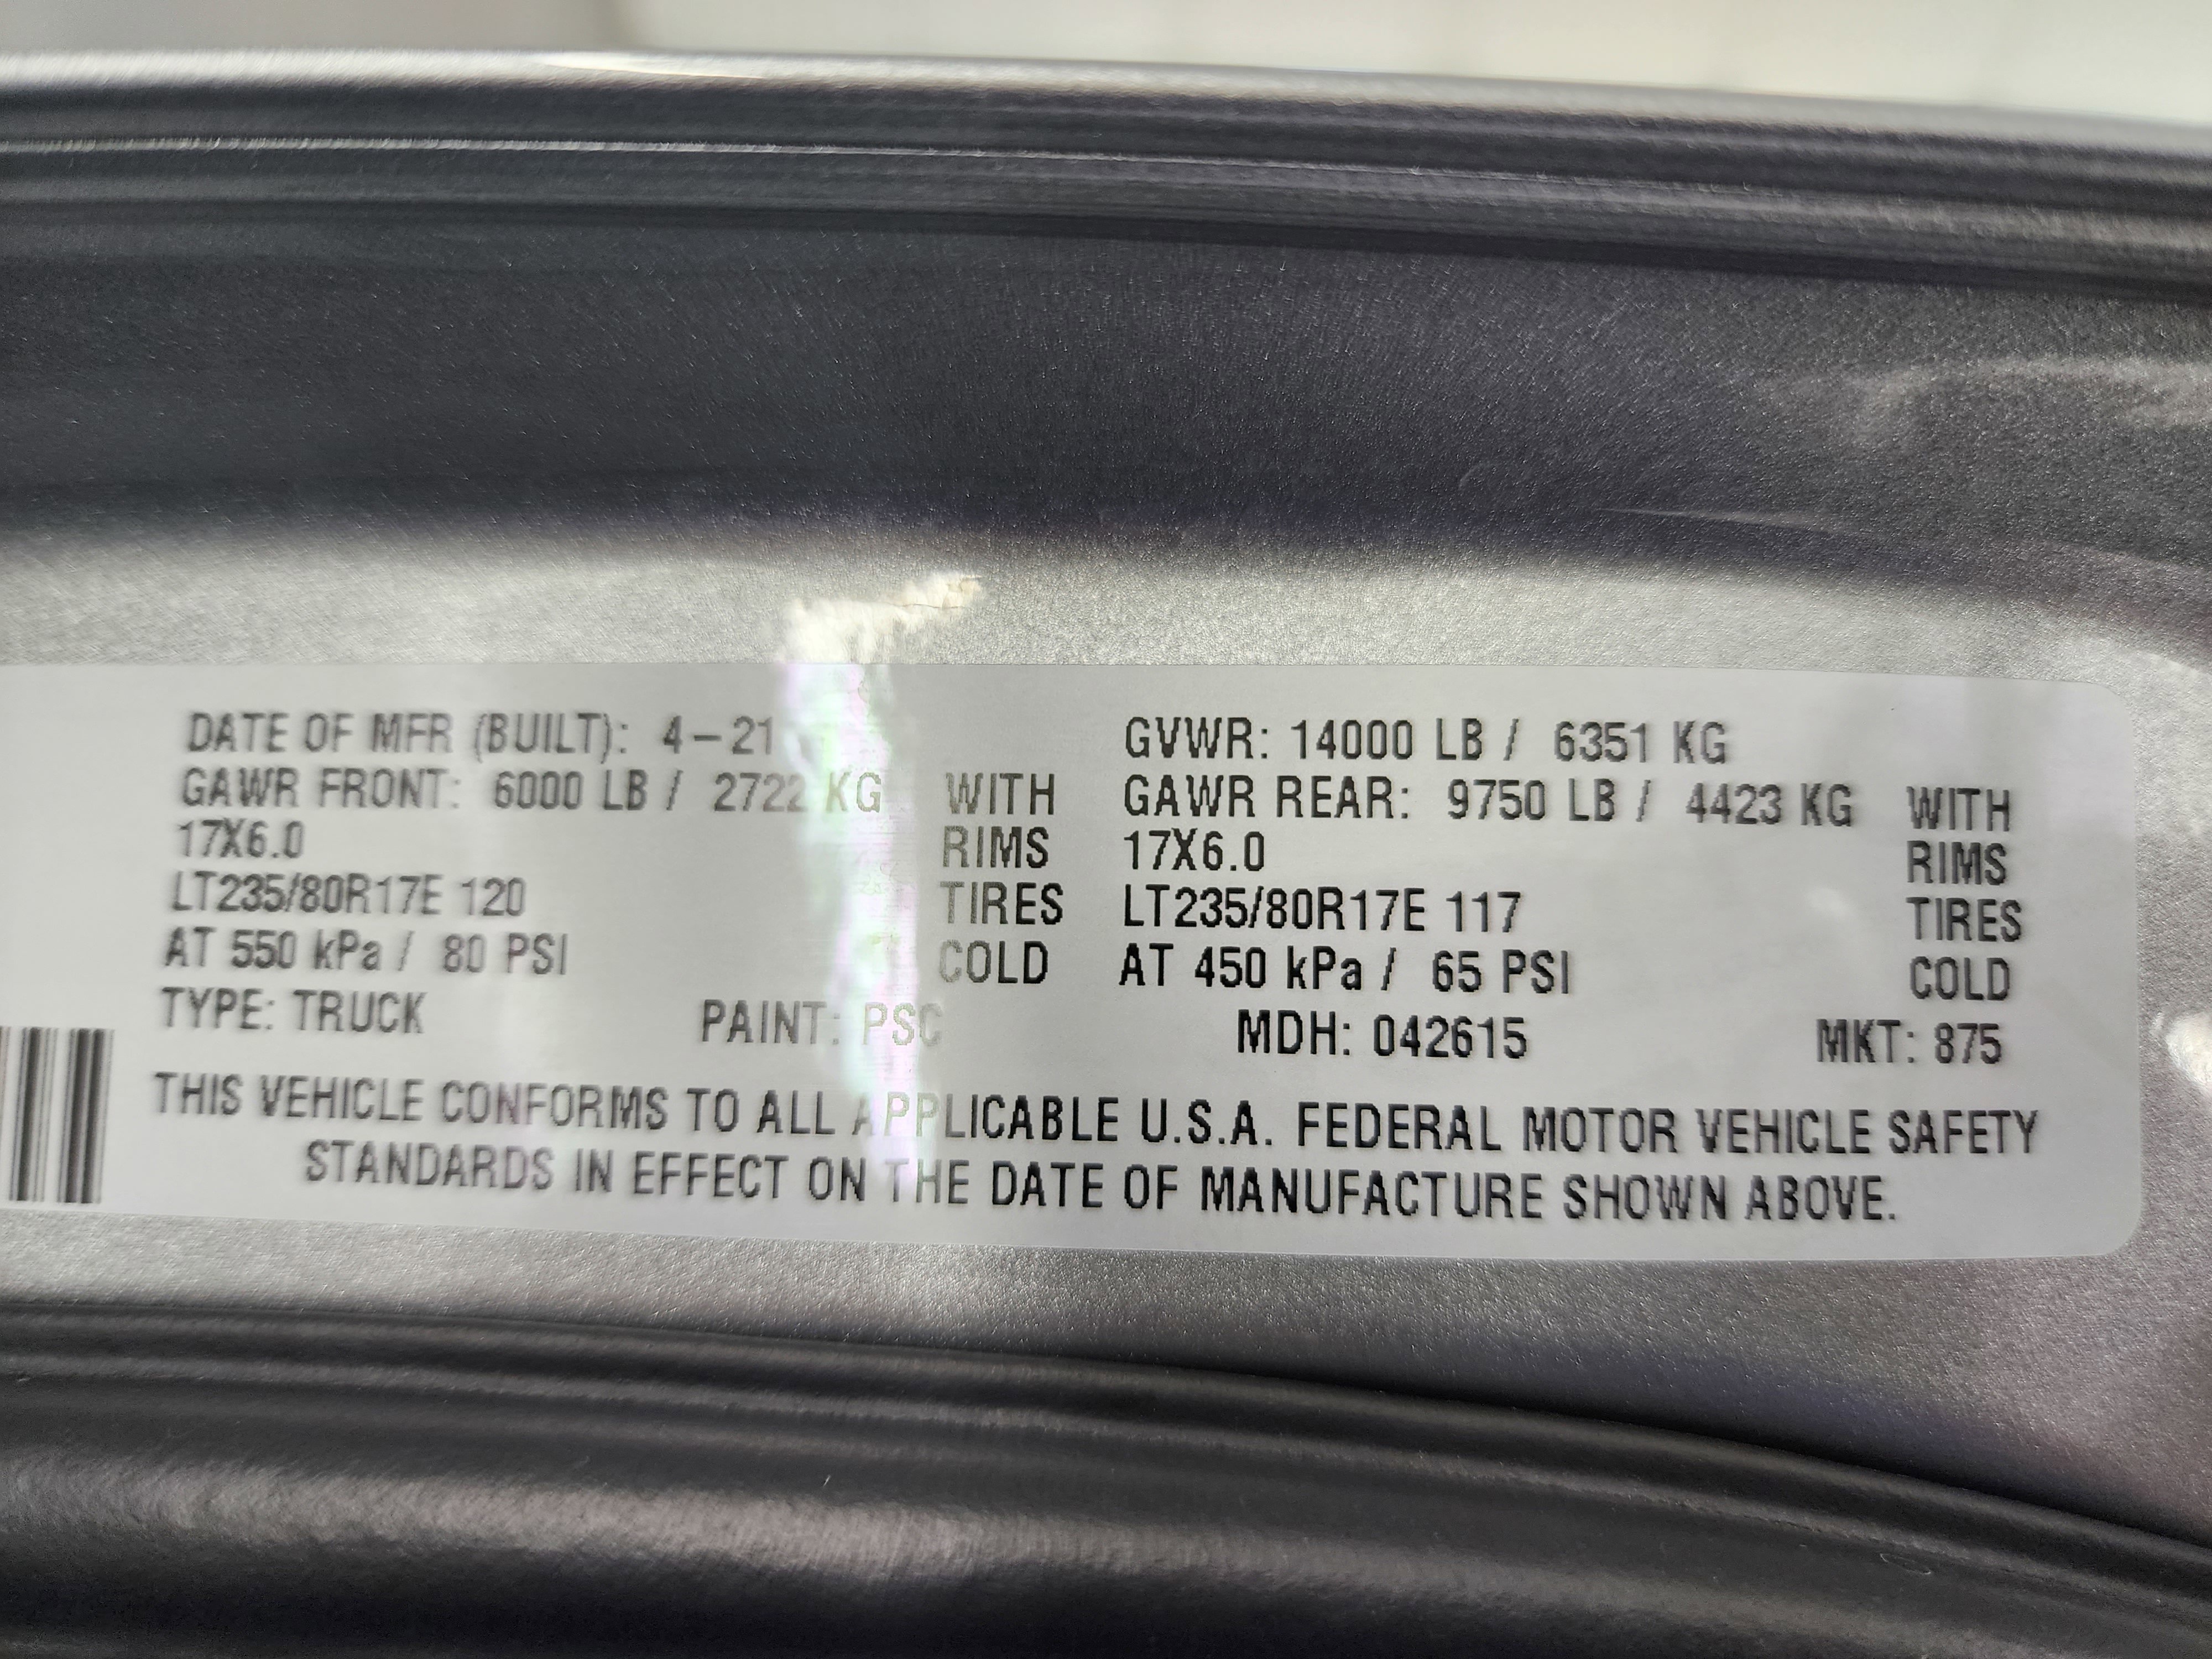 DATE OF MFR (BUILT): 4-21 GVWR: 14000 LB / 6351 KG
GAWR FRONT: 6000 LB / 2722 KG WITH GAWR REAR: 9750 LB / 4423 KG WITH
17X6.0 RIMS 17X6.0 RIMS
LT235/80R17E 120 TIRES LT235/80R17E 117 TIRES
AT 550 kPa / 80 PSI COLD AT 450 kPa / 65 PSI COLD
TYPE: TRUCK PAINT: PSC MDH: 042615 MKT: 875
THIS VEHICLE CONFORMS TO ALL APPLICABLE U.S.A. FEDERAL MOTOR VEHICLE SAFETY
STANDARDS IN EFFECT ON THE DATE OF MANUFACTURE SHOWN ABOVE.